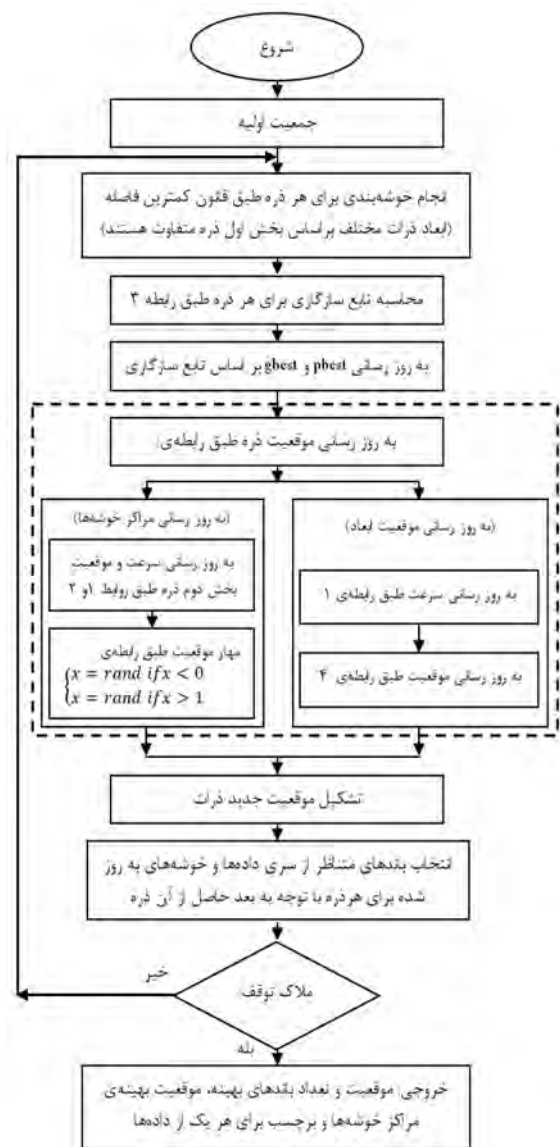 شروع
جمعیت اولیه
انجام خوشه‌بندی برای هر ذره طبق قانون کمترین فاصله
(ابعاد ذرات مختلف براساس بخش اول ذره متفاوت هستند)
محاسبه تابع سازگاری برای هر ذره طبق رابطه ۳
به روز رسانی pbest و gbest بر اساس تابع سازگاری
به روز رسانی موقعیت ذره طبق رابطه‌ی:
(به روز رسانی موقعیت ابعاد)
به روز رسانی سرعت طبق رابطه‌ی ۱
به روز رسانی موقعیت طبق رابطه‌ی ۴
(به روز رسانی مراکز خوشه‌ها)
به روز رسانی سرعت و موقعیت
بخش دوم ذره طبق روابط ۱و ۲
مهار موقعیت طبق رابطه‌ی
x = rand if x < 0
x = rand if x > 1
تشکیل موقعیت جدید ذرات
انتخاب باندهای متناظر از سری داده‌ها و خوشه‌های به روز
شده برای هرذره با توجه به بعد حاصل از آن ذره
ملاک توقف
خیر
بله
خروجی: موقعیت و تعداد باندهای بهینه، موقعیت بهینه‌ی
مراکز خوشه‌ها و برچسب برای هر یک از داده‌ها